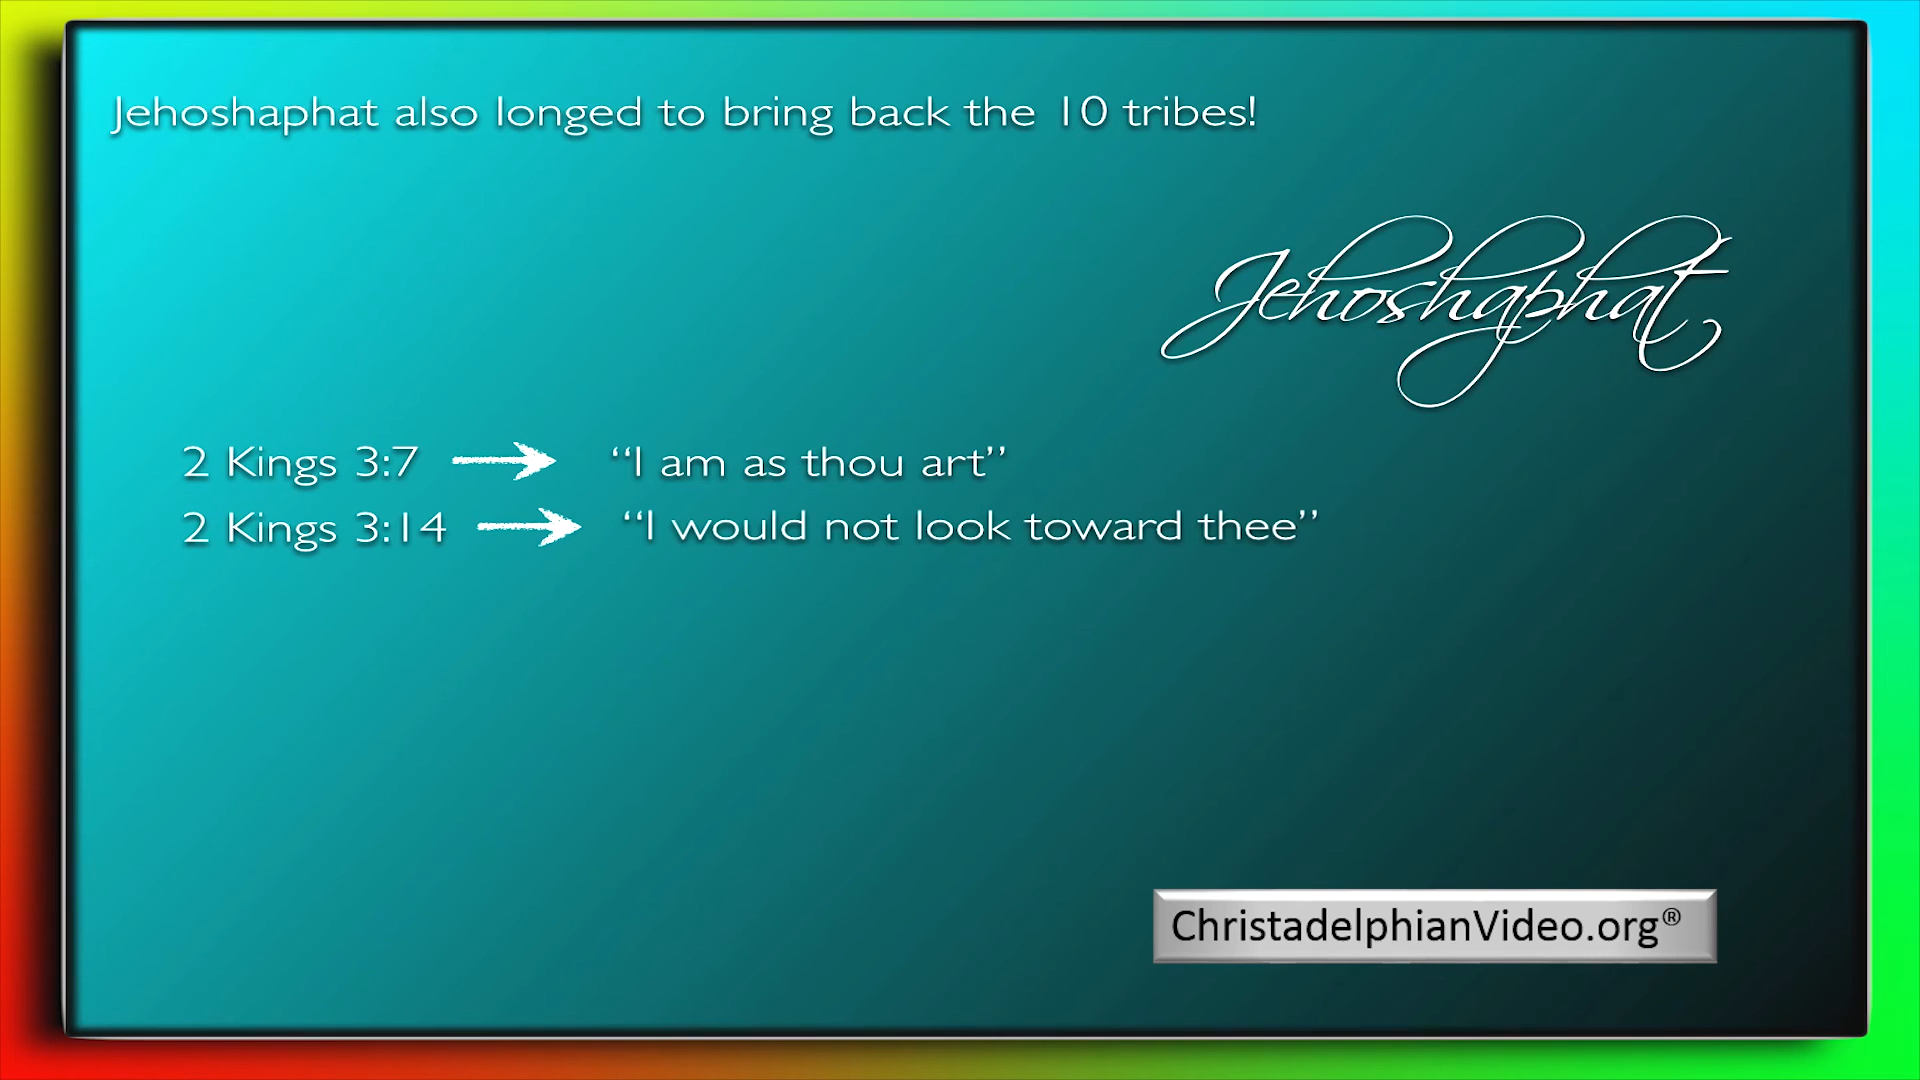 Jehoshaphat also longed to bring back the 10 tribes!
Jehoshaphat
2 Kings 3:7 → “I am as thou art”
2 Kings 3:14 → “I would not look toward thee”
ChristadelphianVideo.org®